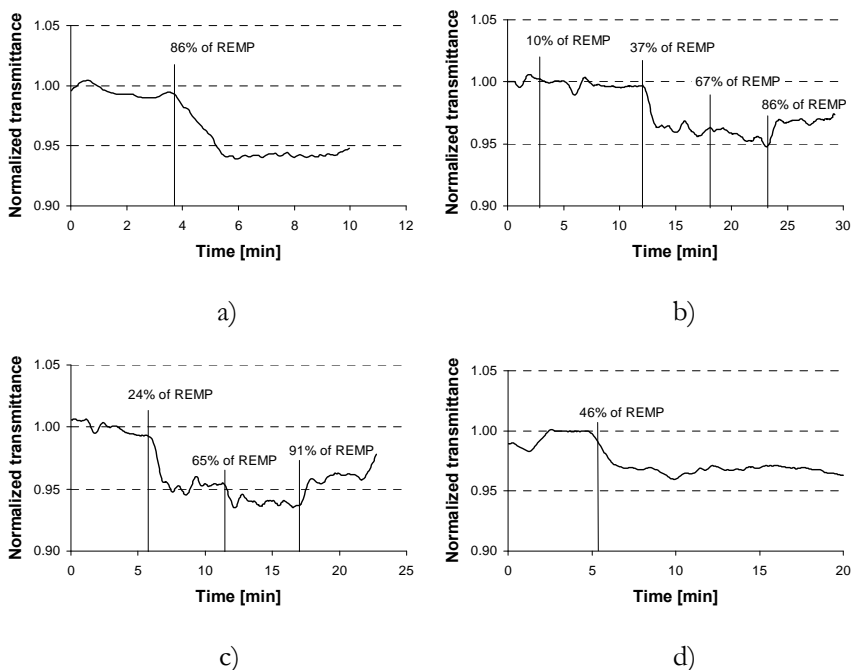 1.05
1.00
0.95
0.90
Normalized transmittance
86% of REMP
0 2 4 6 8 10 12
Time [min]
a)
1.05
1.00
0.95
0.90
Normalized transmittance
10% of REMP
37% of REMP
67% of REMP
86% of REMP
0 5 10 15 20 25 30
Time [min]
b)
1.05
1.00
0.95
0.90
Normalized transmittance
24% of REMP
65% of REMP
91% of REMP
0 5 10 15 20 25
Time [min]
c)
1.05
1.00
0.95
0.90
Normalized transmittance
46% of REMP
0 5 10 15 20
Time [min]
d)